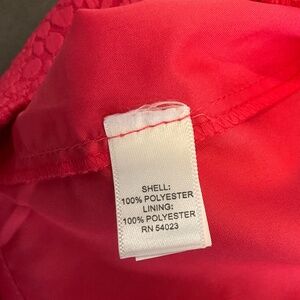 SHELL:
100% POLYESTER
LINING:
100% POLYESTER
RN 54023